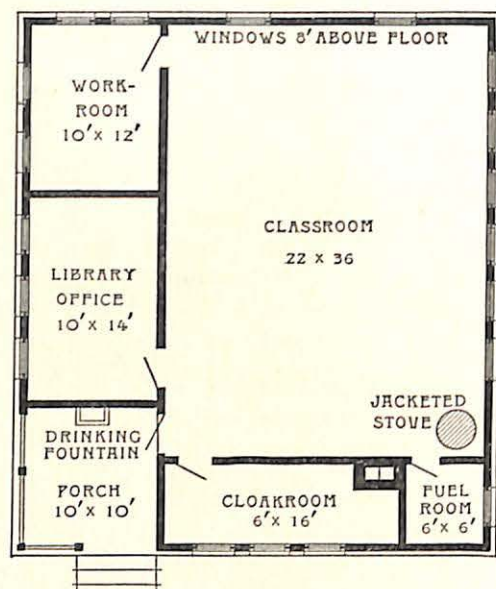 WINDOWS 8' ABOVE FLOOR
WORK-
ROOM
10' X 12'
CLASSROOM
22 X 36
LIBRARY
OFFICE
10' X 14'
JACKETED
STOVE
DRINKING
FOUNTAIN
PORCH
10' X 10'
CLOAKROOM
6' X 16'
FUEL
ROOM
6' X 6'